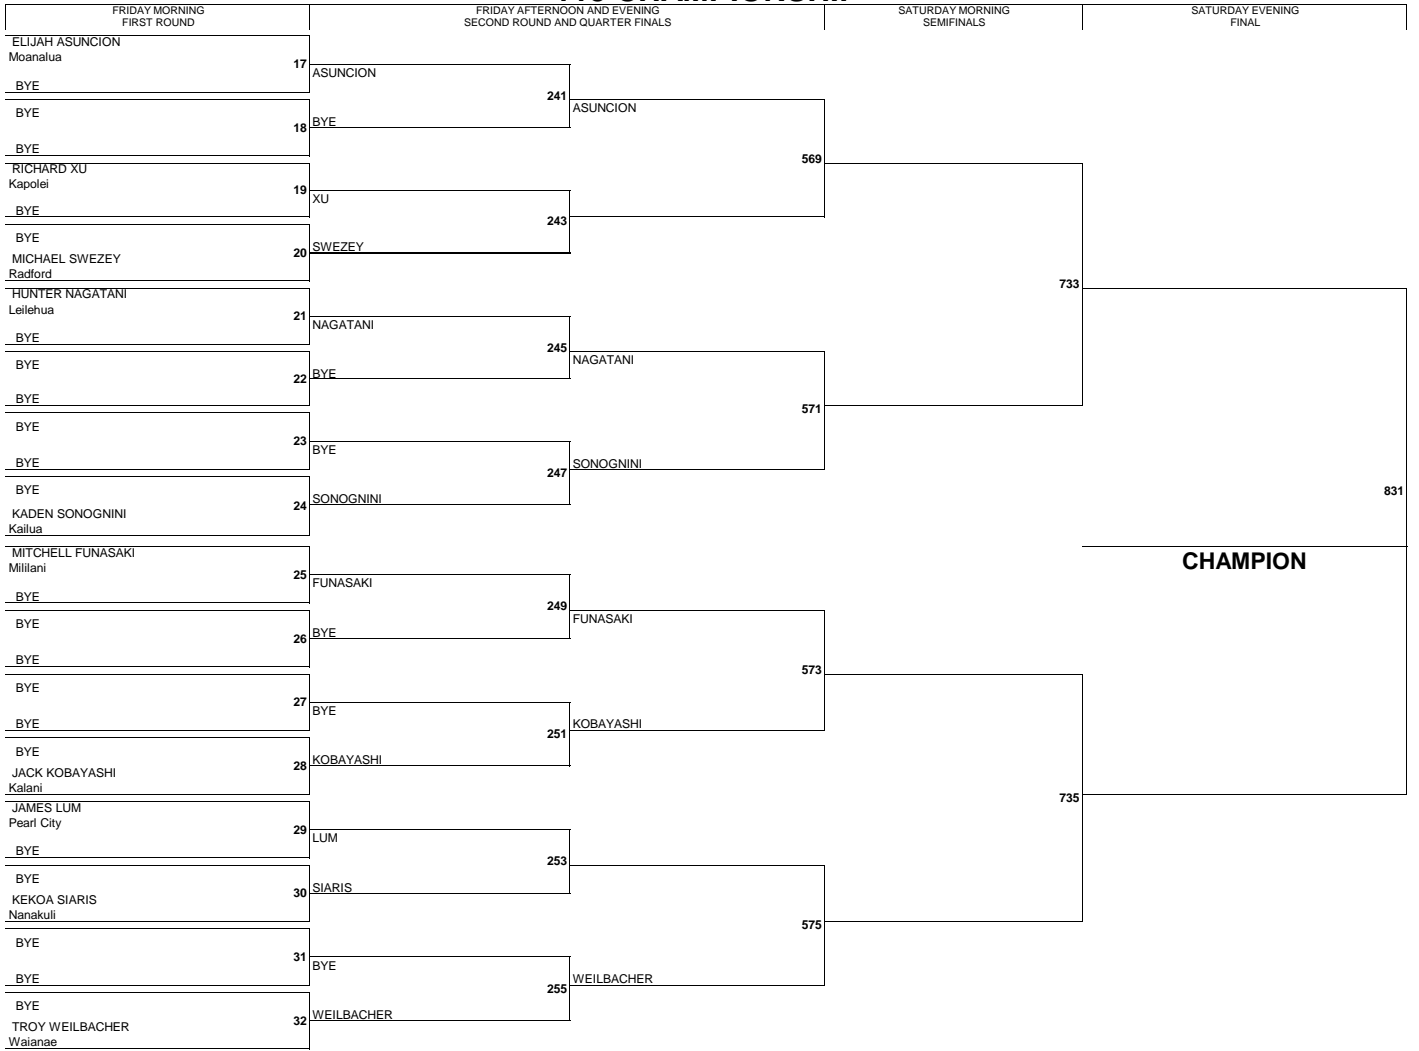 FRIDAY MORNING
FIRST ROUND
FRIDAY AFTERNOON AND EVENING
SECOND ROUND AND QUARTER FINALS
SATURDAY MORNING
SEMIFINALS
SATURDAY EVENING
FINAL
ELIJAH ASUNCION
Moanalua
17
BYE
ASUNCION
241
BYE
18
BYE
BYE
ASUNCION
569
RICHARD XU
Kapolei
19
BYE
XU
243
BYE
20
MICHAEL SWEZEY
Radford
SWEZEY
733
HUNTER NAGATANI
Leilehua
21
BYE
NAGATANI
245
BYE
22
BYE
BYE
NAGATANI
571
BYE
23
BYE
BYE
247
SONOGNINI
BYE
24
KADEN SONOGNINI
Kailua
SONOGNINI
831
CHAMPION
MITCHELL FUNASAKI
Mililani
25
BYE
FUNASAKI
249
BYE
26
BYE
BYE
FUNASAKI
573
BYE
27
BYE
BYE
251
KOBAYASHI
BYE
28
JACK KOBAYASHI
Kalani
KOBAYASHI
735
JAMES LUM
Pearl City
29
BYE
LUM
253
BYE
30
KEKOA SIARIS
Nanakuli
SIARIS
575
BYE
31
BYE
BYE
255
WEILBACHER
BYE
32
TROY WEILBACHER
Waianae
WEILBACHER